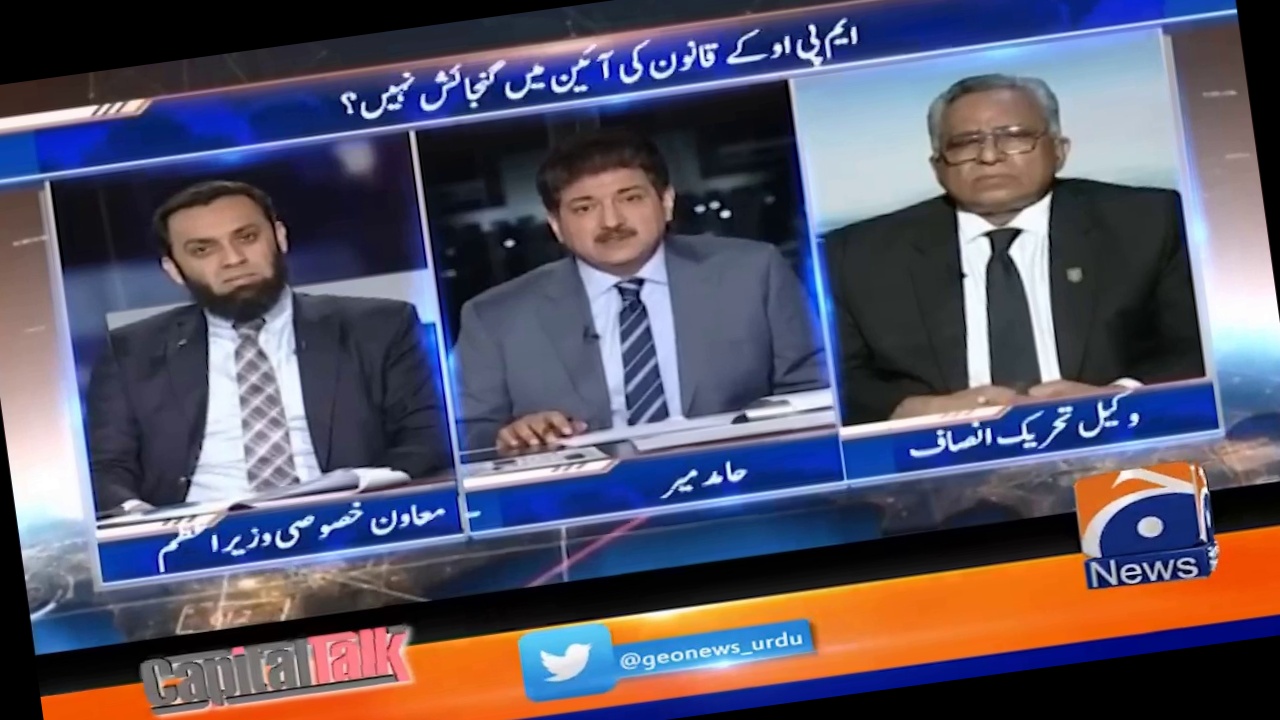 ایم پی او کے قانون کی آئین میں گنجائش نہیں؟
وکیل تحریک انصاف
حامد میر
معاون خصوصی وزیراعظم
News
Capital Talk
@geonews_urdu